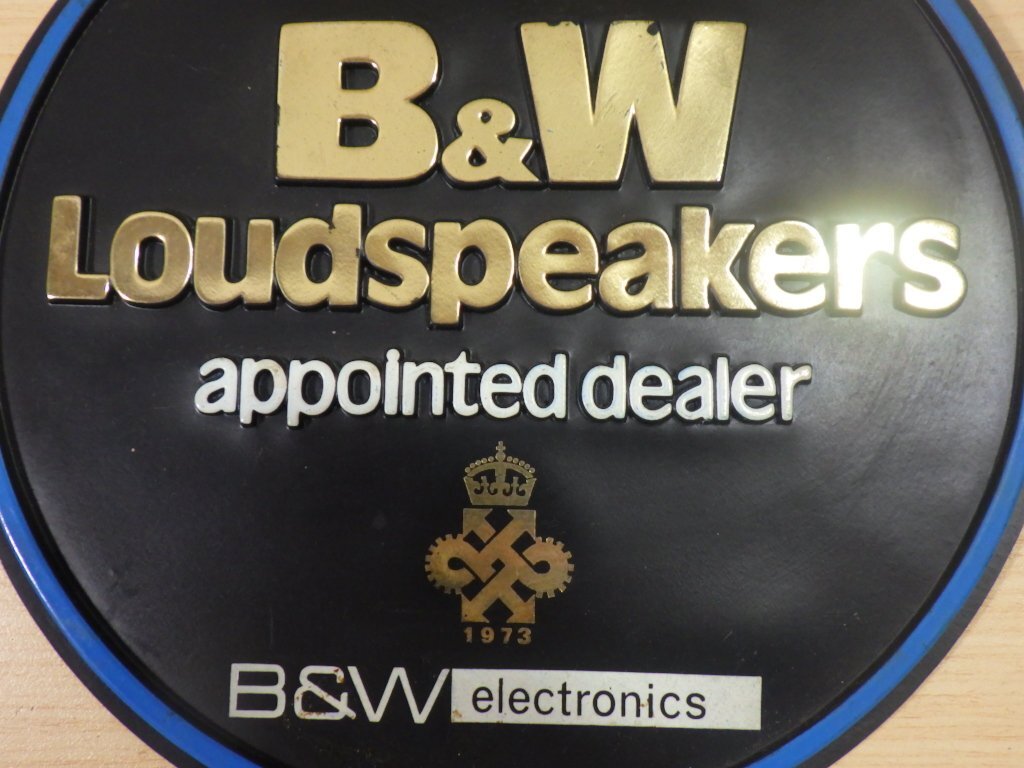 B&W
Loudspeakers
appointed dealer
1973
B&W electronics